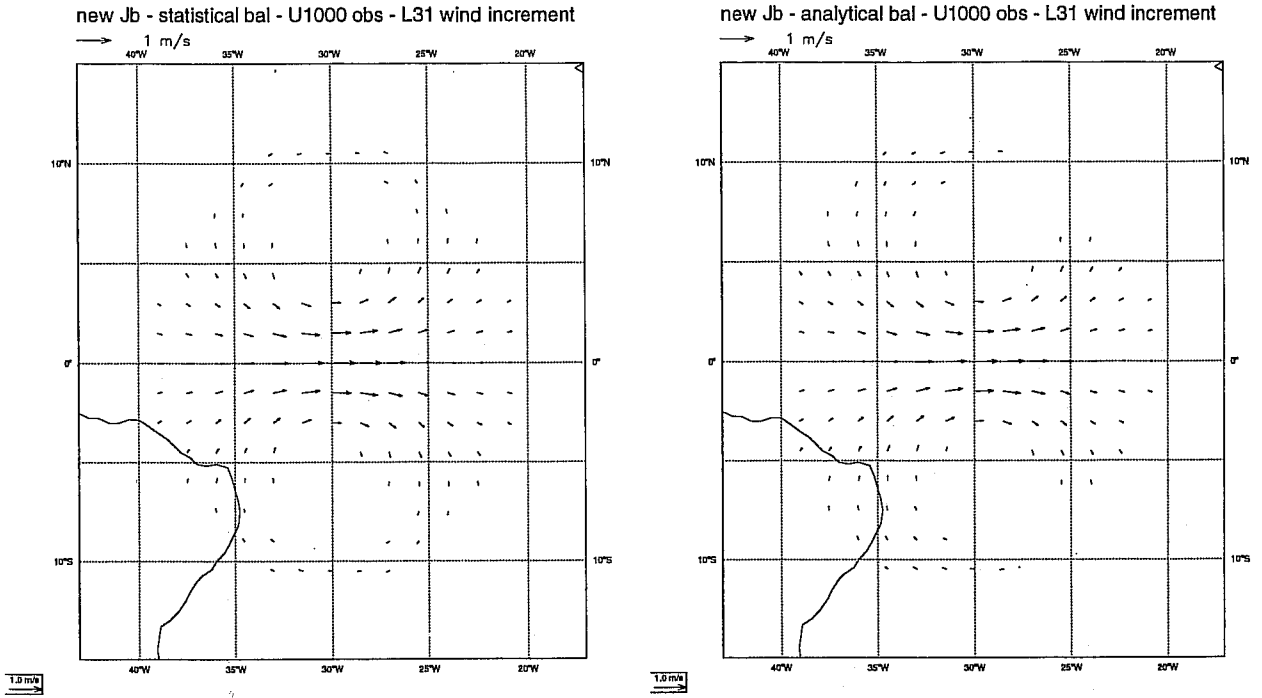 new Jb - statistical bal - U1000 obs - L31 wind increment
1 m/s
40°W 35°W 30°W 25°W 20°W
10°N 10°N
0° 0°
10°S 10°S
40°W 35°W 30°W 25°W 20°W
1.0 m/s
new Jb - analytical bal - U1000 obs - L31 wind increment
1 m/s
40°W 35°W 30°W 25°W 20°W
10°N 10°N
0° 0°
10°S 10°S
40°W 35°W 30°W 25°W 20°W
1.0 m/s